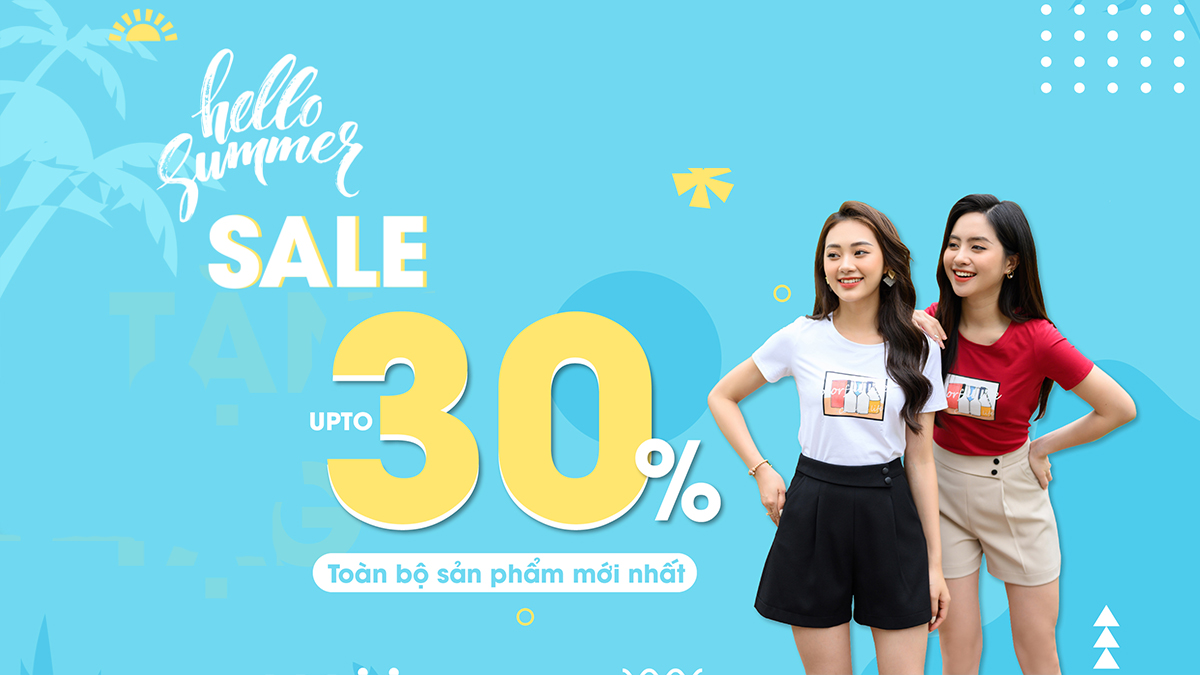 hello
summer
SALE
UPTO
30%
Toàn bộ sản phẩm mới nhất